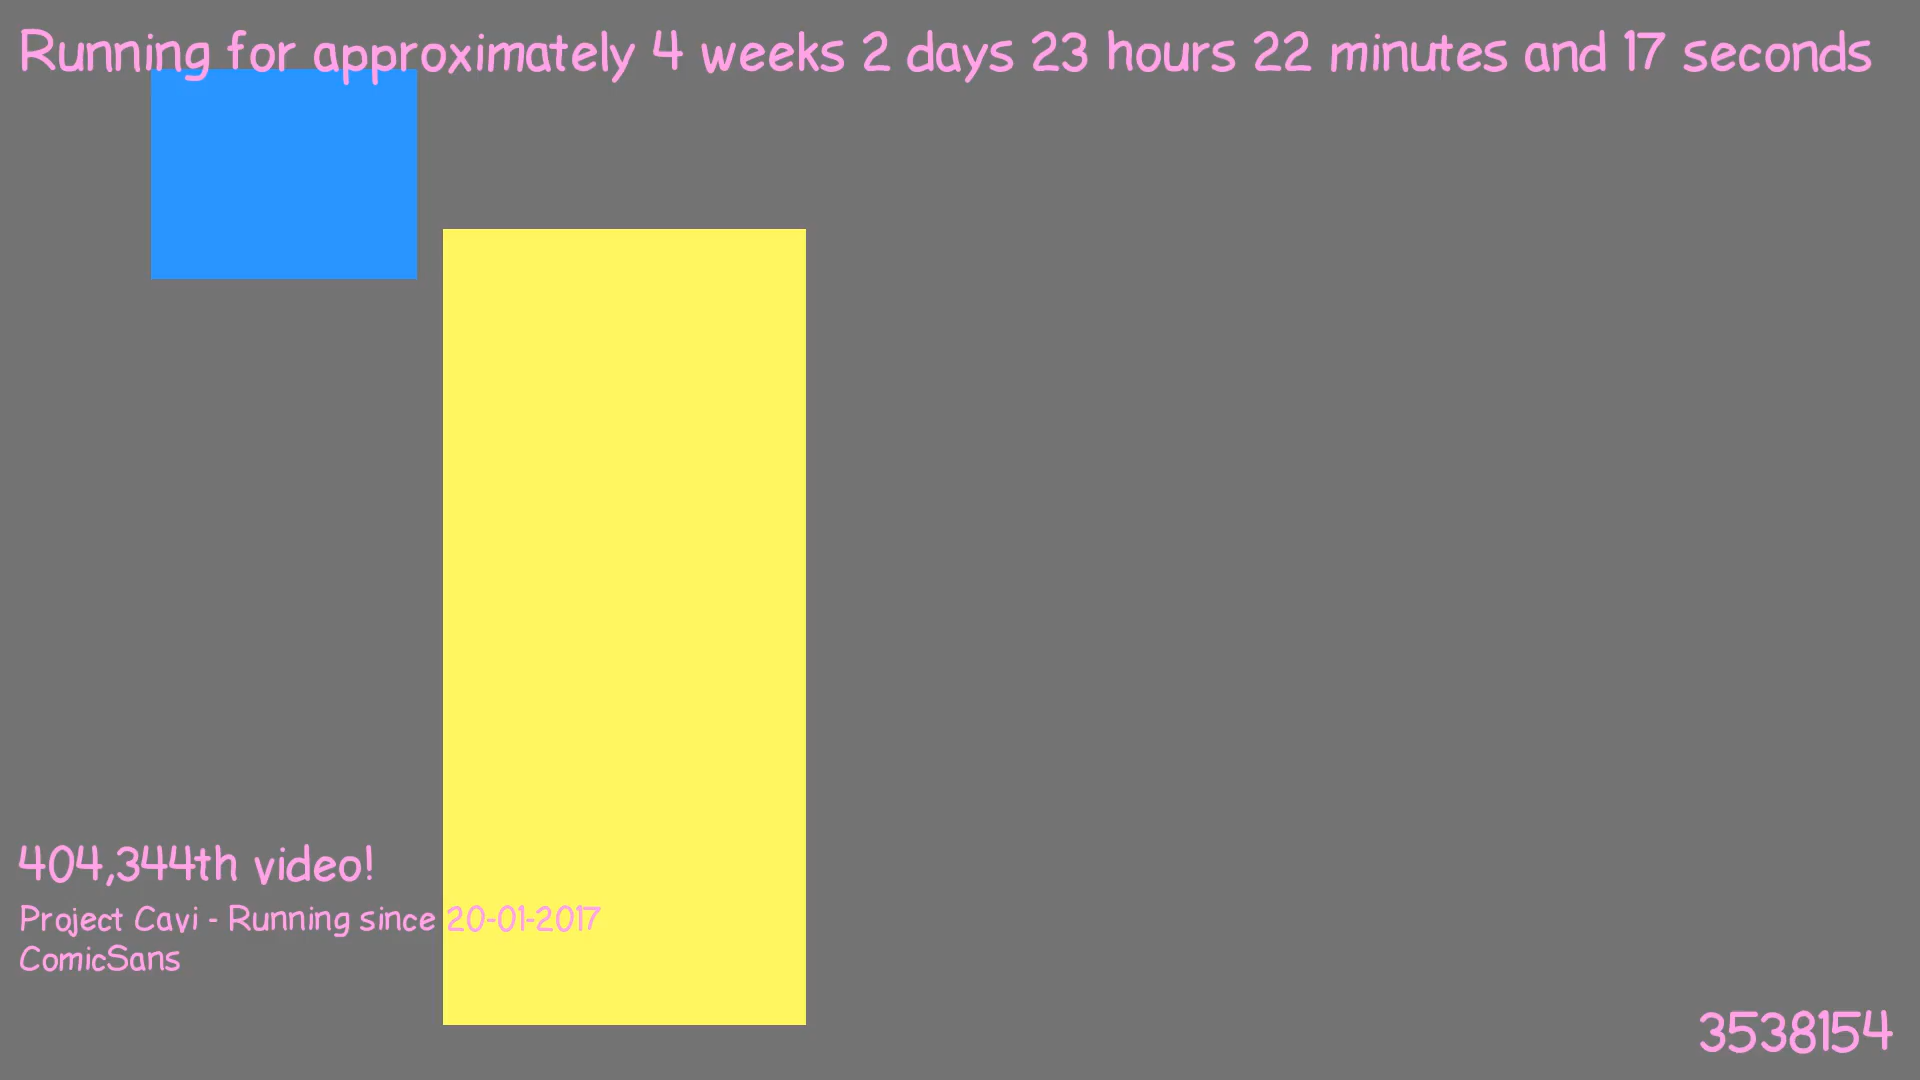 Running for approximately 4 weeks 2 days 23 hours 22 minutes and 17 seconds
404,344th video!
Project Cavi - Running since 20-01-2017
ComicSans
3538154